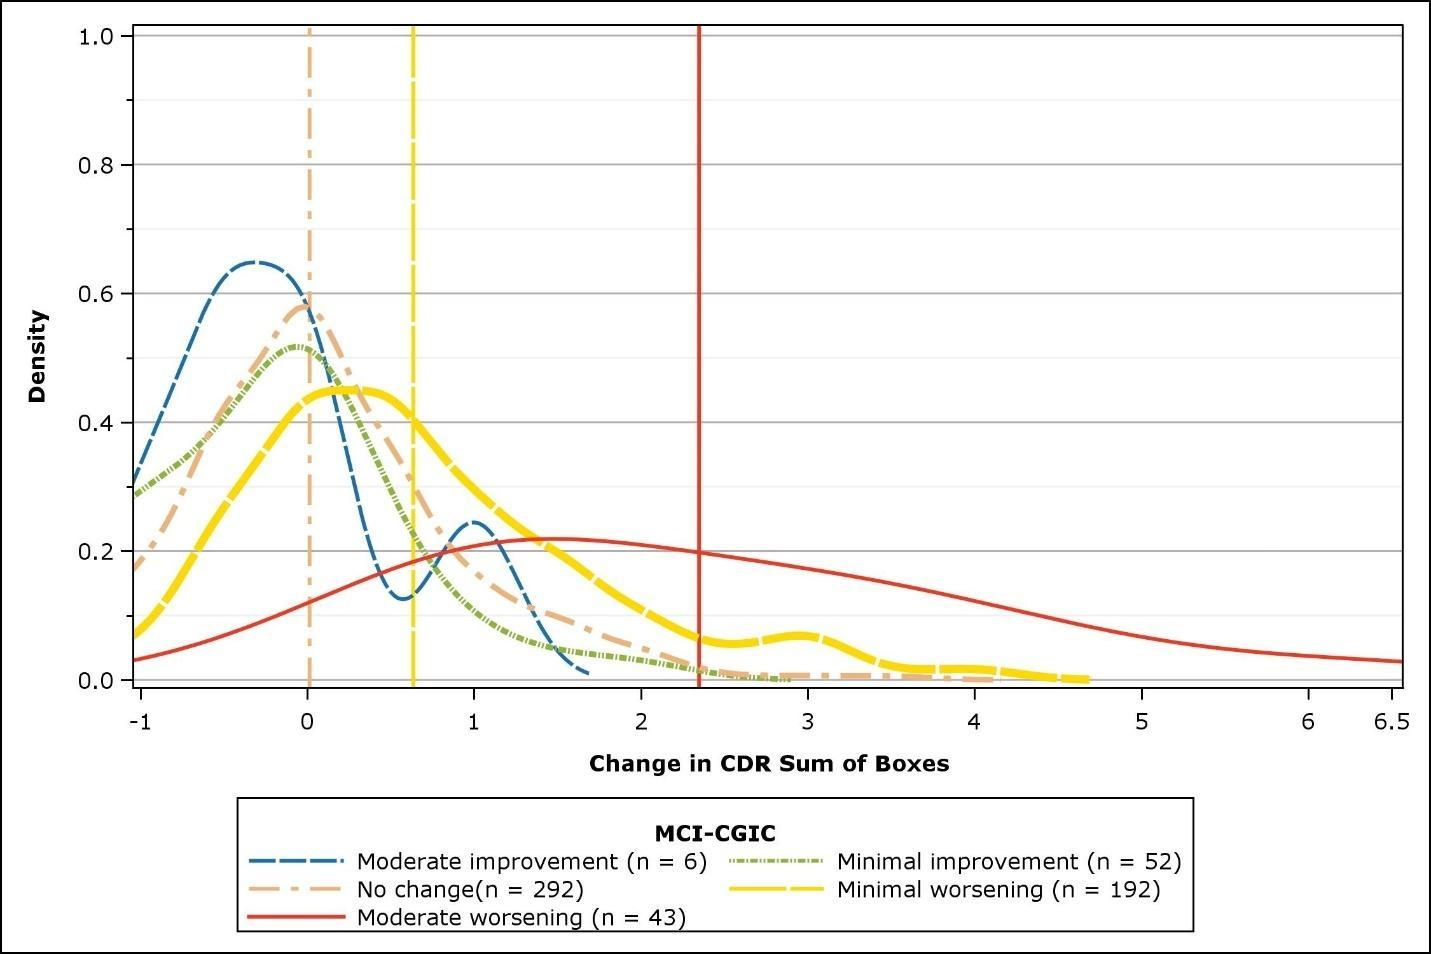 1.0
0.8
0.6
0.4
0.2
0.0
Density
-1 0 1 2 3 4 5 6 6.5
Change in CDR Sum of Boxes
MCI-CGIC
Moderate improvement (n = 6) Minimal improvement (n = 52)
No change(n = 292) Minimal worsening (n = 192)
Moderate worsening (n = 43)